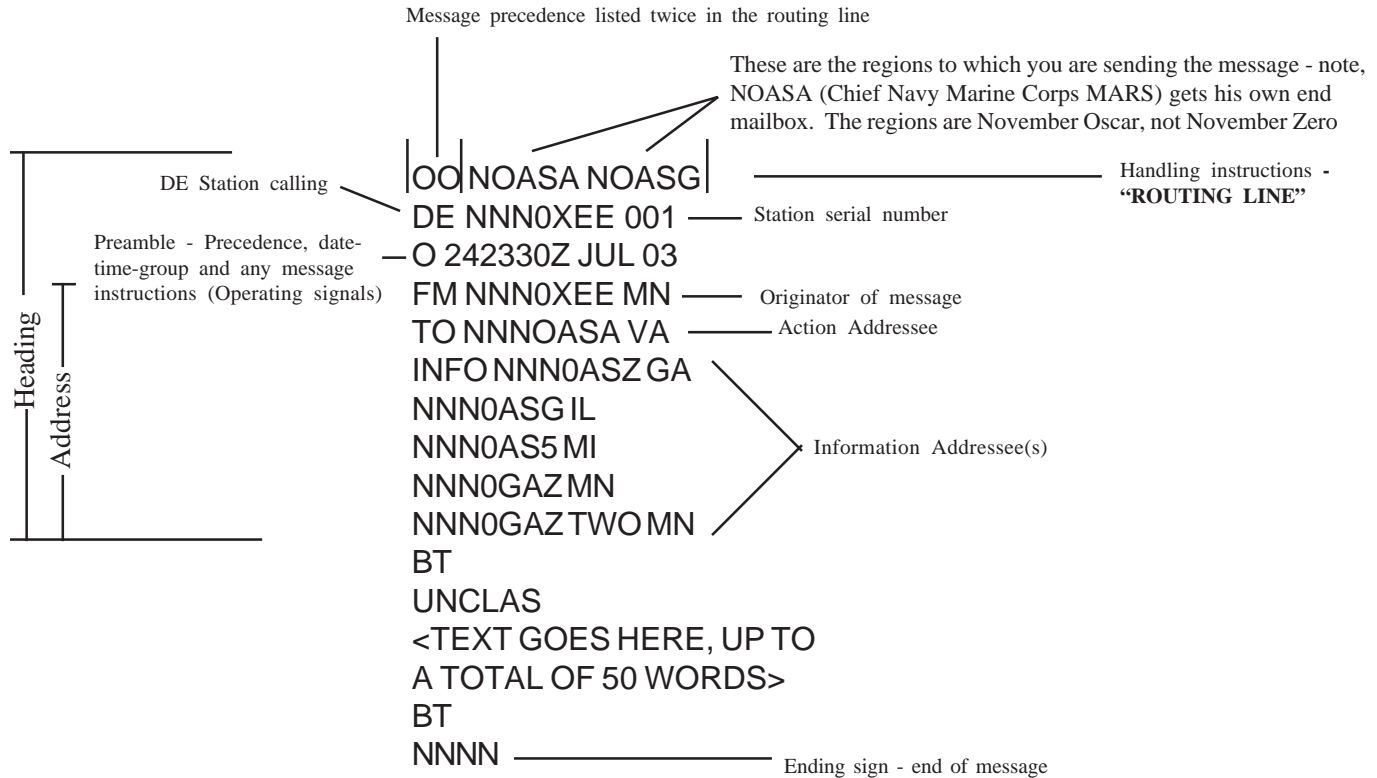 Message precedence listed twice in the routing line
These are the regions to which you are sending the message - note,
NOASA (Chief Navy Marine Corps MARS) gets his own end
mailbox. The regions are November Oscar, not November Zero
OO NOASA NOASG
Handling instructions -
“ROUTING LINE”
DE Station calling
DE NNN0XEE 001
Station serial number
Preamble - Precedence, date-
time-group and any message
instructions (Operating signals)
O 242330Z JUL 03
FM NNN0XEE MN
Originator of message
TO NNNOASA VA
Action Addressee
INFO NNN0ASZ GA
NNN0ASG IL
NNN0AS5 MI
NNN0GAZ MN
NNN0GAZ TWO MN
Information Addressee(s)
Heading
Address
BT
UNCLAS
<TEXT GOES HERE, UP TO
A TOTAL OF 50 WORDS>
BT
NNNN
Ending sign - end of message